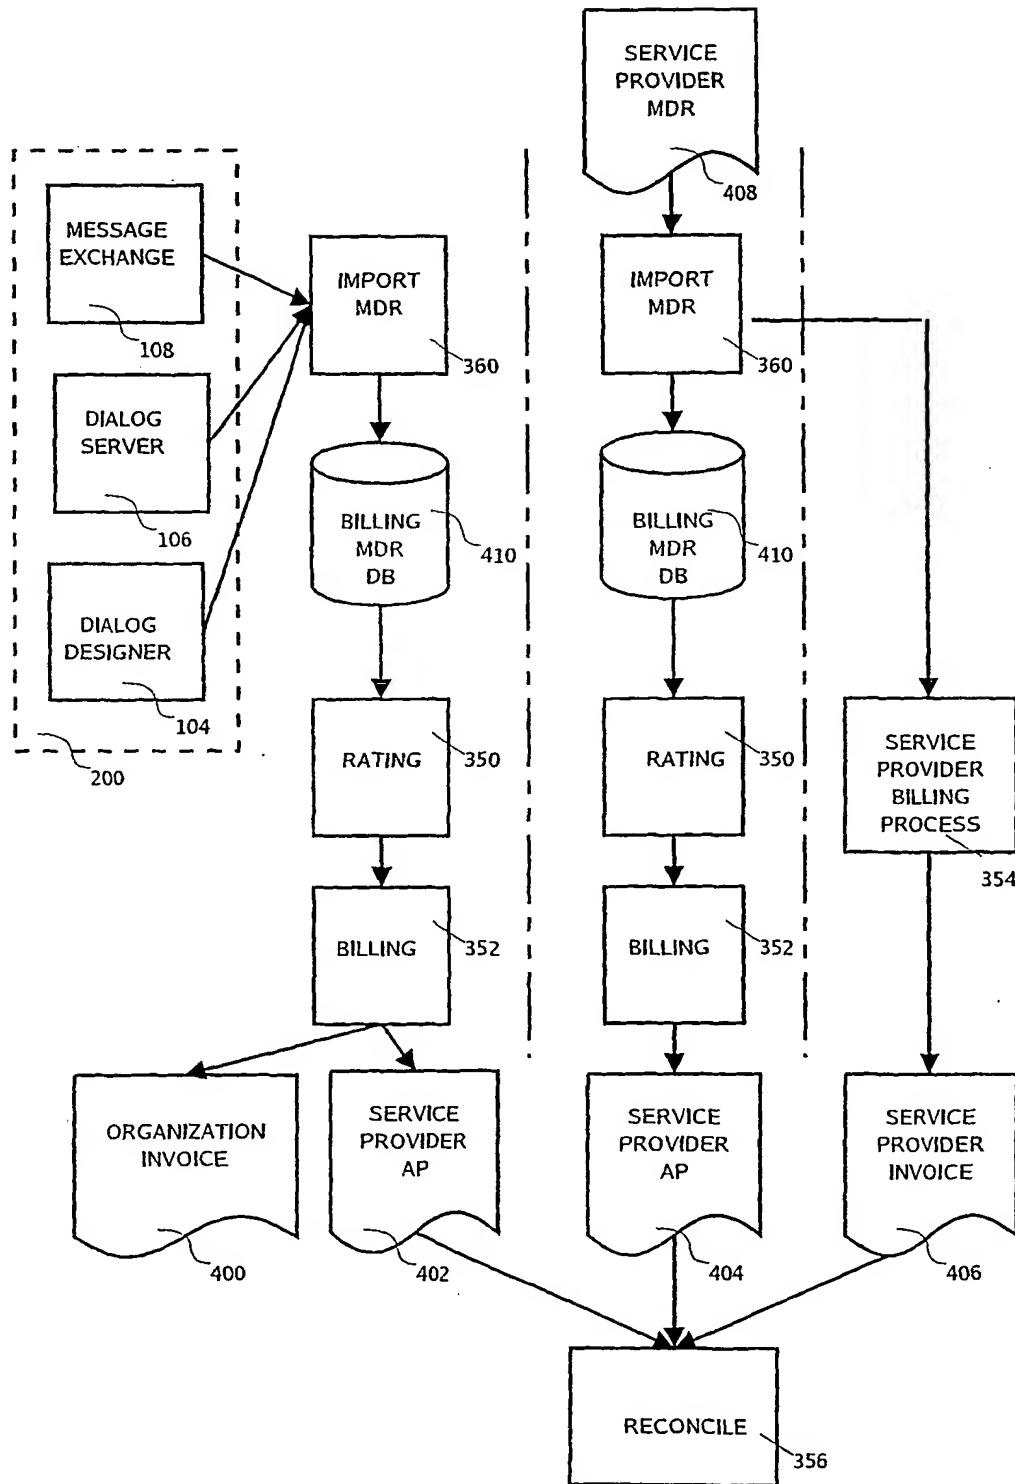 SERVICE
PROVIDER
MDR
408
MESSAGE
EXCHANGE
108
DIALOG
SERVER
106
DIALOG
DESIGNER
104
200
IMPORT
MDR
360
BILLING
MDR
DB
410
RATING
350
BILLING
352
IMPORT
MDR
360
BILLING
MDR
DB
410
RATING
350
BILLING
352
SERVICE
PROVIDER
BILLING
PROCESS
354
ORGANIZATION
INVOICE
400
SERVICE
PROVIDER
AP
402
SERVICE
PROVIDER
AP
404
SERVICE
PROVIDER
INVOICE
406
RECONCILE
356